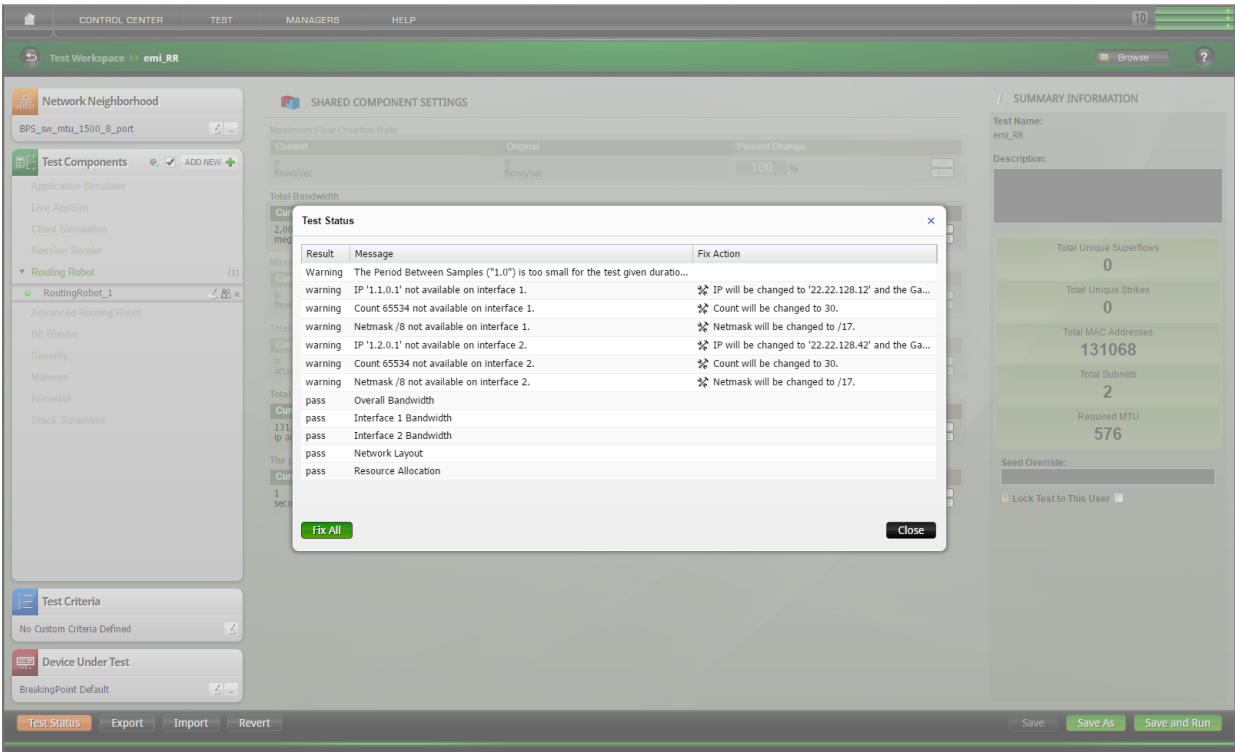 CONTROL CENTER TEST MANAGERS HELP 10
Test Workspace >> emi_RR Browse ?
Network Neighborhood
BPS_sw_mtu_1500_8_port
Test Components ADD NEW
Application Simulator
Live AppSim
Client Simulation
Session Sender
Routing Robot (1)
RoutingRobot_1
Advanced Routing Robot
Bit Blaster
Security
Malware
Recreate
Stack Scrambler
Test Criteria
No Custom Criteria Defined
Device Under Test
BreakingPoint Default
SHARED COMPONENT SETTINGS
Maximum Flow Creation Rate
Current Original Percent Change
0 0 100 %
flows/sec flows/sec
Total Bandwidth
Test Status ×
Result Message Fix Action
Warning The Period Between Samples ("1.0") is too small for the test given duratio...
warning IP '1.1.0.1' not available on interface 1. IP will be changed to '22.22.128.12' and the Ga...
warning Count 65534 not available on interface 1. Count will be changed to 30.
warning Netmask /8 not available on interface 1. Netmask will be changed to /17.
warning IP '1.2.0.1' not available on interface 2. IP will be changed to '22.22.128.42' and the Ga...
warning Count 65534 not available on interface 2. Count will be changed to 30.
warning Netmask /8 not available on interface 2. Netmask will be changed to /17.
pass Overall Bandwidth
pass Interface 1 Bandwidth
pass Interface 2 Bandwidth
pass Network Layout
pass Resource Allocation
Fix All Close
SUMMARY INFORMATION
Test Name:
emi_RR
Description:
Total Unique Superflows
0
Total Unique Strikes
0
Total MAC Addresses
131068
Total Subnets
2
Required MTU
576
Seed Override:
Lock Test to This User
Test Status Export Import Revert Save Save As Save and Run